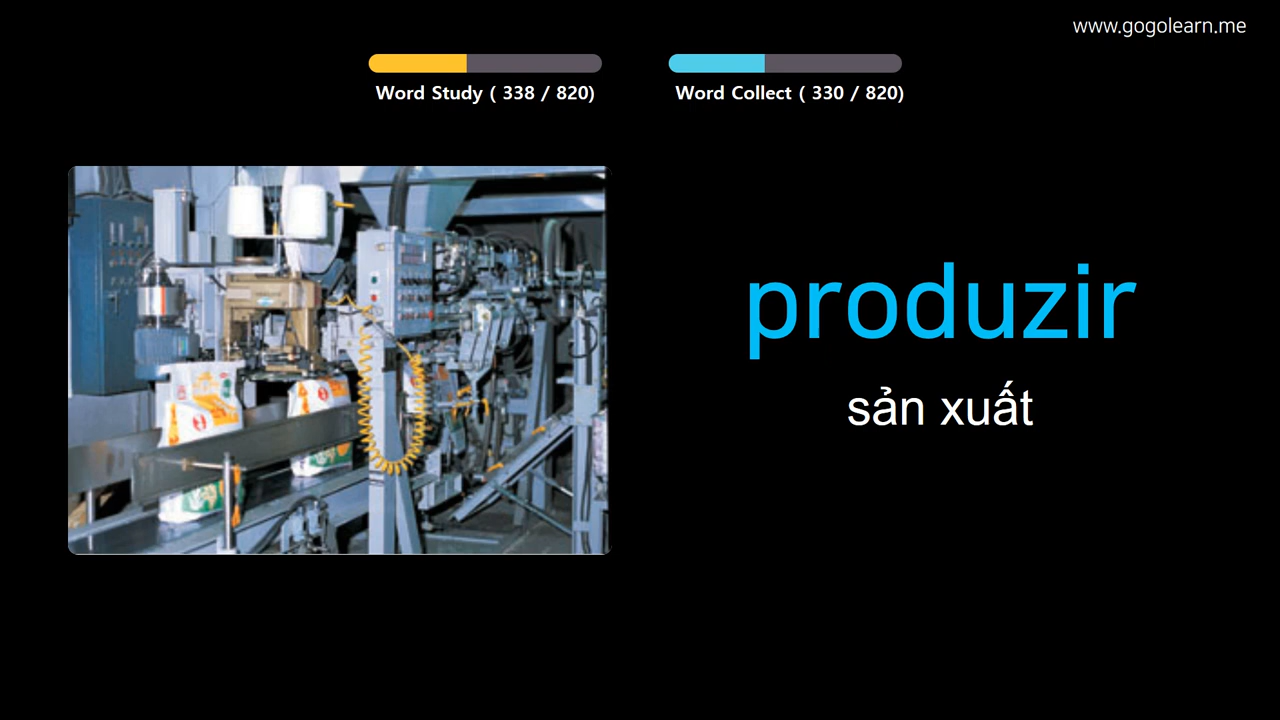 www.gogolearn.me
Word Study ( 338 / 820)
Word Collect ( 330 / 820)
produzir
sản xuất